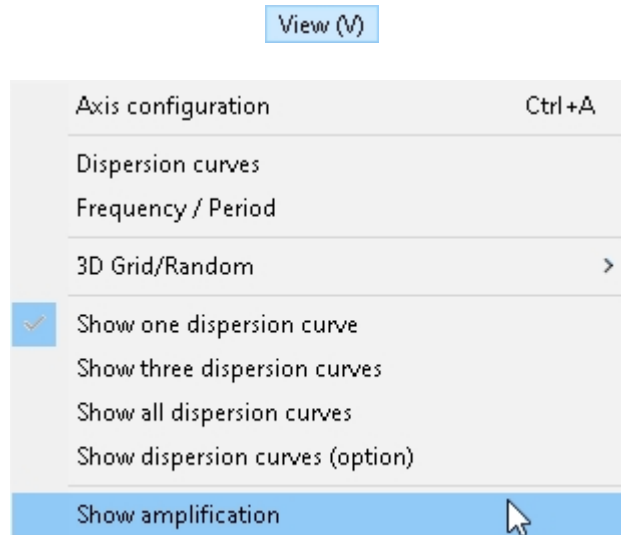 View (V)
Axis configuration Ctrl+A
Dispersion curves
Frequency / Period
3D Grid/Random
Show one dispersion curve
Show three dispersion curves
Show all dispersion curves
Show dispersion curves (option)
Show amplification